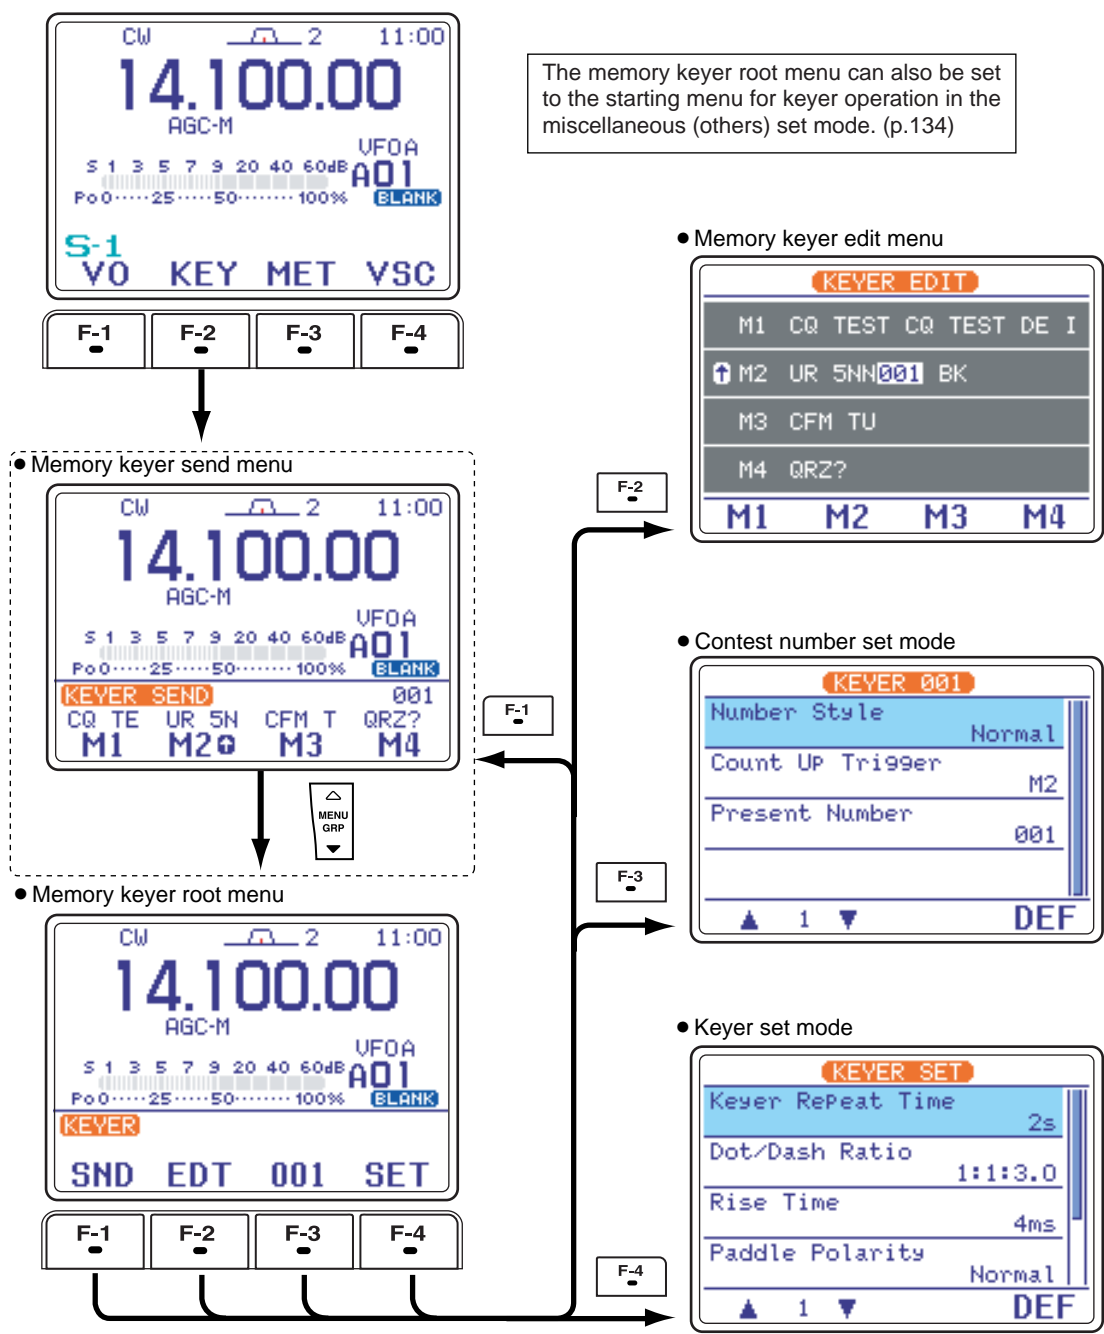 CW 2 11:00
14.100.00
AGC-M
VFOA
S 1 3 5 7 9 20 40 60dB A01
Po0·····25·····50········100% BLANK
S-1
VO KEY MET VSC
F-1 F-2 F-3 F-4
The memory keyer root menu can also be set
to the starting menu for keyer operation in the
miscellaneous (others) set mode. (p.134)
● Memory keyer send menu
CW 2 11:00
14.100.00
AGC-M
VFOA
S 1 3 5 7 9 20 40 60dB A01
Po0·····25·····50········100% BLANK
KEYER SEND 001
CQ TE UR 5N CFM T QRZ?
M1 M2 M3 M4
MENU
GRP
● Memory keyer root menu
CW 2 11:00
14.100.00
AGC-M
VFOA
S 1 3 5 7 9 20 40 60dB A01
Po0·····25·····50········100% BLANK
KEYER
SND EDT 001 SET
F-1 F-2 F-3 F-4
F-1
F-2
● Memory keyer edit menu
KEYER EDIT
M1 CQ TEST CQ TEST DE I
↑ M2 UR 5NN001 BK
M3 CFM TU
M4 QRZ?
M1 M2 M3 M4
F-3
● Contest number set mode
KEYER 001
Number Style
Normal
Count UP Trigger
M2
Present Number
001
▲ 1 ▼ DEF
F-4
● Keyer set mode
KEYER SET
Keyer RePeat Time
2s
Dot/Dash Ratio
1:1:3.0
Rise Time
4ms
Paddle Polarity
Normal
▲ 1 ▼ DEF